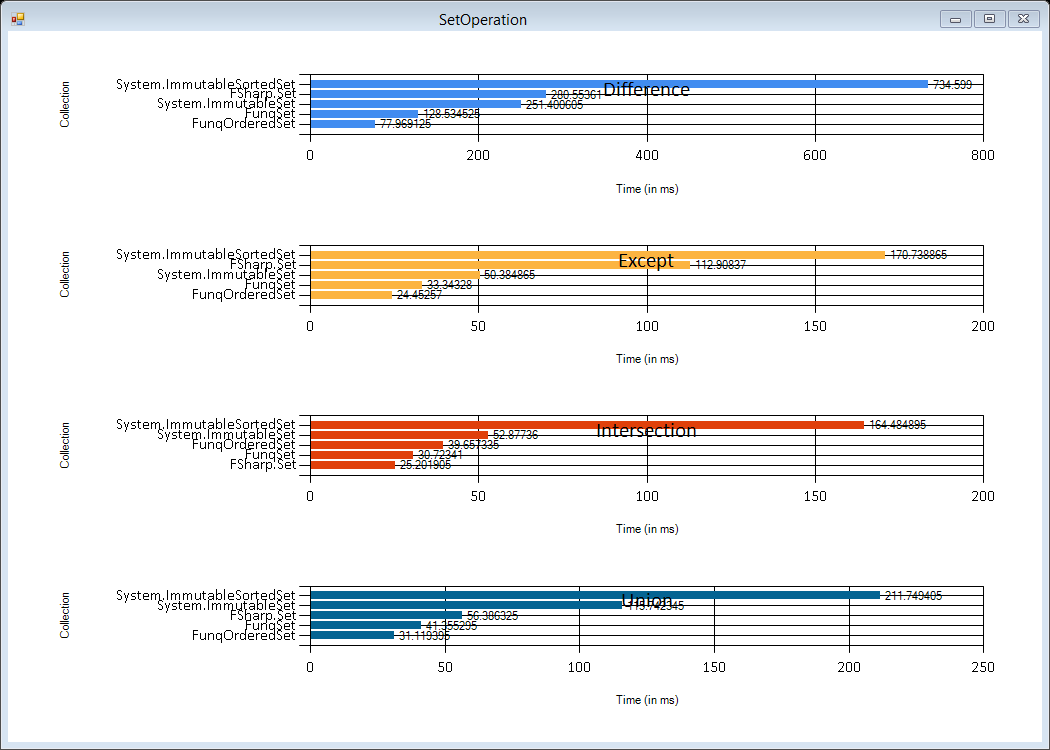 SetOperation
Difference
Collection
System.ImmutableSortedSet 734.599
FSharp.Set 280.55361
System.ImmutableSet 251.400605
FunqSet 128.534525
FunqOrderedSet 77.969125
0 200 400 600 800
Time (in ms)
Except
Collection
System.ImmutableSortedSet 170.738865
FSharp.Set 112.90837
System.ImmutableSet 50.384865
FunqSet 33.34328
FunqOrderedSet 24.45257
0 50 100 150 200
Time (in ms)
Intersection
Collection
System.ImmutableSortedSet 164.484895
System.ImmutableSet 52.87736
FunqOrderedSet 39.657335
FunqSet 30.72341
FSharp.Set 25.201905
0 50 100 150 200
Time (in ms)
Union
Collection
System.ImmutableSortedSet 211.749405
System.ImmutableSet
FSharp.Set 56.386325
FunqSet 41.355295
FunqOrderedSet 31.119395
0 50 100 150 200 250
Time (in ms)